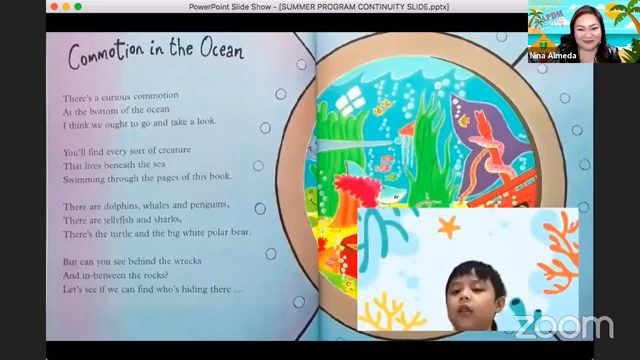 PowerPoint Slide Show - [SUMMER PROGRAM CONTINUITY SLIDE.pptx]
Nina Almeda
Commotion in the Ocean
There's a curious commotion
At the bottom of the ocean
I think we ought to go and take a look.
You'll find every sort of creature
That lives beneath the sea
Swimming through the pages of this book.
There are dolphins, whales and penguins,
There are jellyfish and sharks,
There's the turtle and the big white polar bear.
But can you see behind the wrecks
And in-between the rocks?
Let's see if we can find who's hiding there ...
zoom